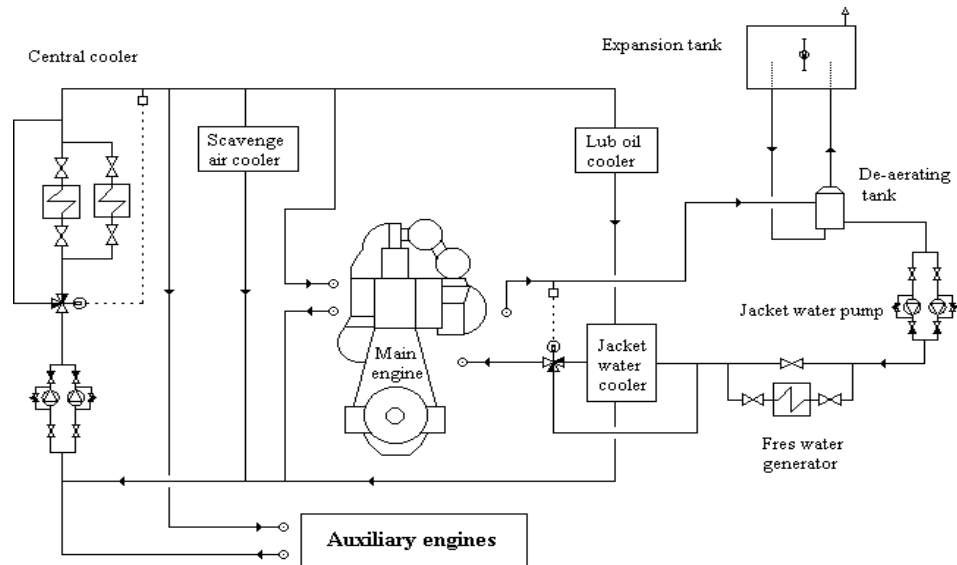 Expansion tank
Central cooler
Scavenge
air cooler
Lub oil
cooler
De-aerating
tank
Jacket water pump
Main
engine
Jacket
water
cooler
Fres water
generator
Auxiliary engines